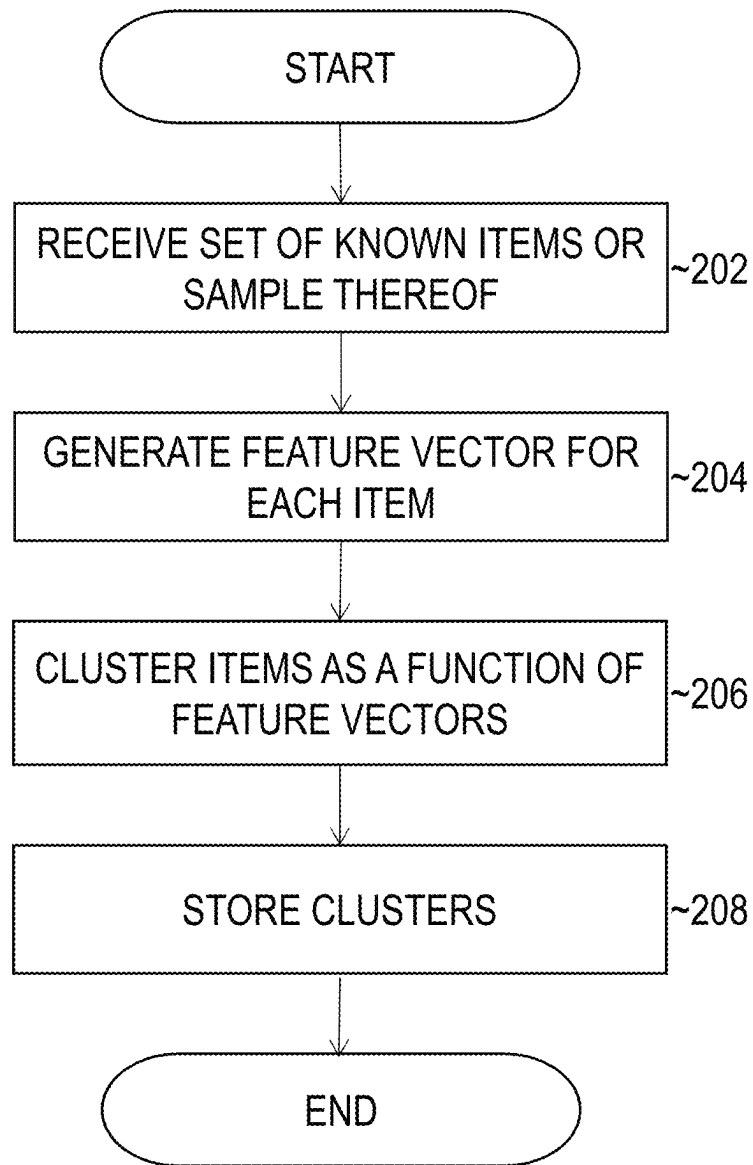 START
RECEIVE SET OF KNOWN ITEMS OR
SAMPLE THEREOF
~202
GENERATE FEATURE VECTOR FOR
EACH ITEM
~204
CLUSTER ITEMS AS A FUNCTION OF
FEATURE VECTORS
~206
STORE CLUSTERS
~208
END